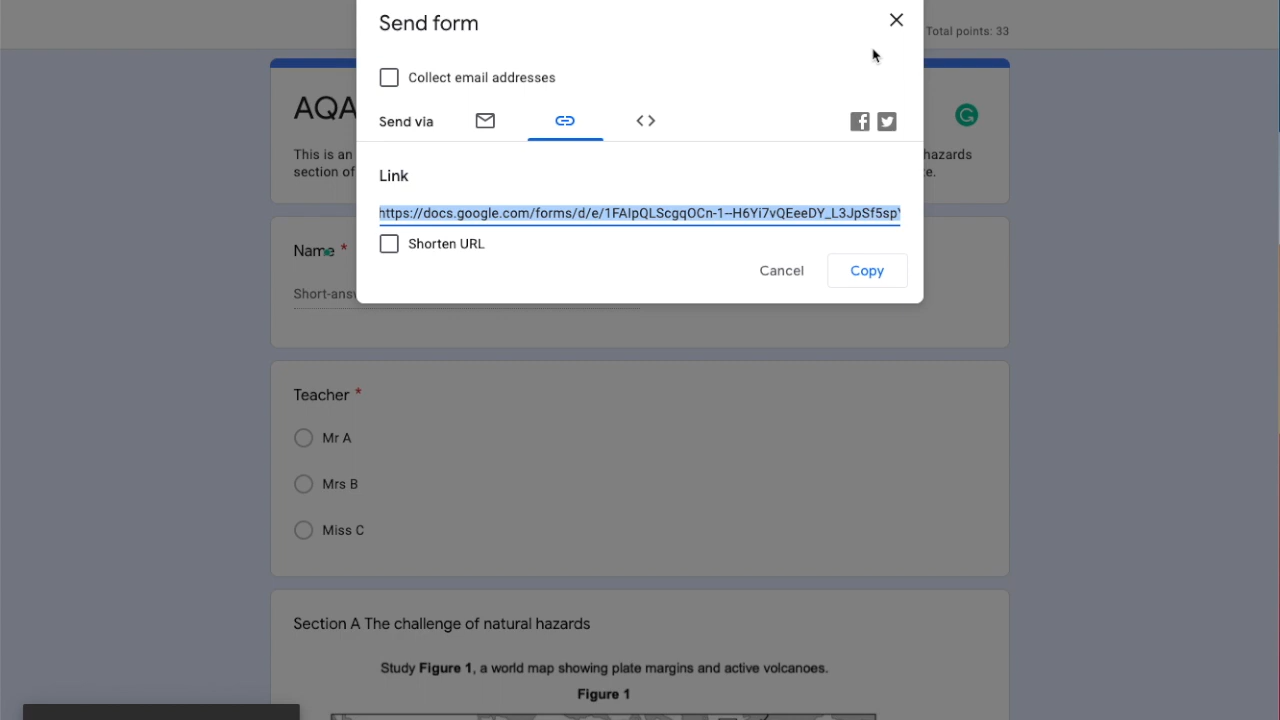 Send form
Total points: 33
Collect email addresses
AQA
Send via
This is an
hazards
section of
e.
Link
https://docs.google.com/forms/d/e/1FAIpQLScgqOCn-1--H6Yi7vQEeeDY_L3JpSf5sp
Name *
Shorten URL
Cancel
Copy
Short-ans
Teacher *
Mr A
Mrs B
Miss C
Section A The challenge of natural hazards
Study Figure 1, a world map showing plate margins and active volcanoes.
Figure 1